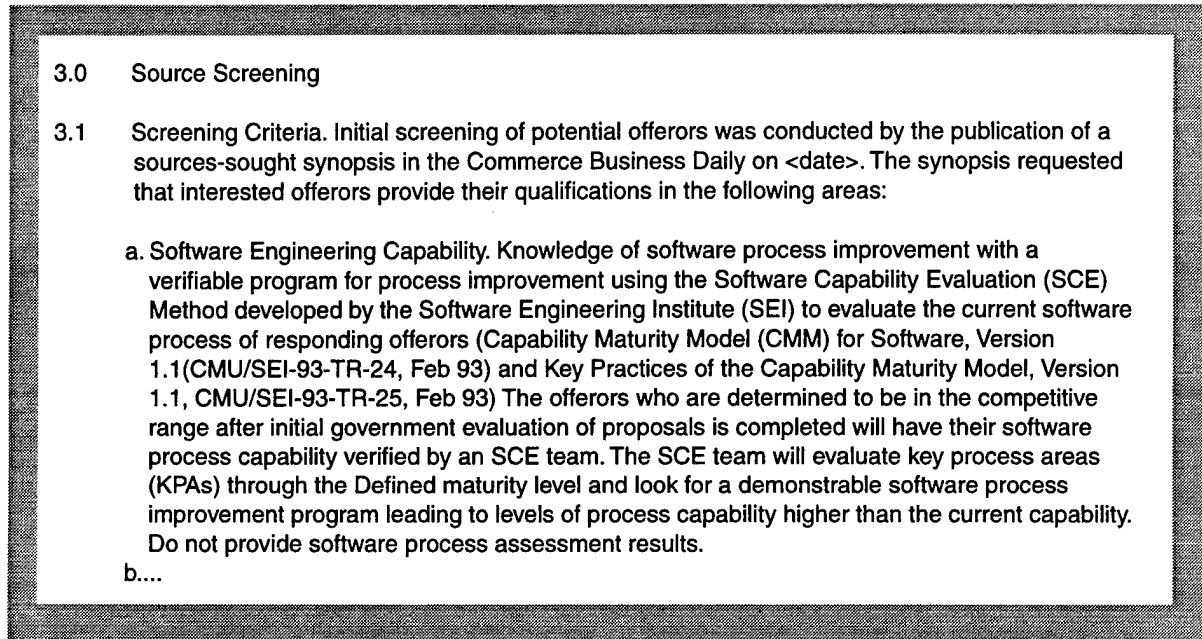 3.0 Source Screening
3.1 Screening Criteria. Initial screening of potential offerors was conducted by the publication of a
sources-sought synopsis in the Commerce Business Daily on <date>. The synopsis requested
that interested offerors provide their qualifications in the following areas:
a. Software Engineering Capability. Knowledge of software process improvement with a
verifiable program for process improvement using the Software Capability Evaluation (SCE)
Method developed by the Software Engineering Institute (SEI) to evaluate the current software
process of responding offerors (Capability Maturity Model (CMM) for Software, Version
1.1(CMU/SEI-93-TR-24, Feb 93) and Key Practices of the Capability Maturity Model, Version
1.1, CMU/SEI-93-TR-25, Feb 93) The offerors who are determined to be in the competitive
range after initial government evaluation of proposals is completed will have their software
process capability verified by an SCE team. The SCE team will evaluate key process areas
(KPAs) through the Defined maturity level and look for a demonstrable software process
improvement program leading to levels of process capability higher than the current capability.
Do not provide software process assessment results.
b....